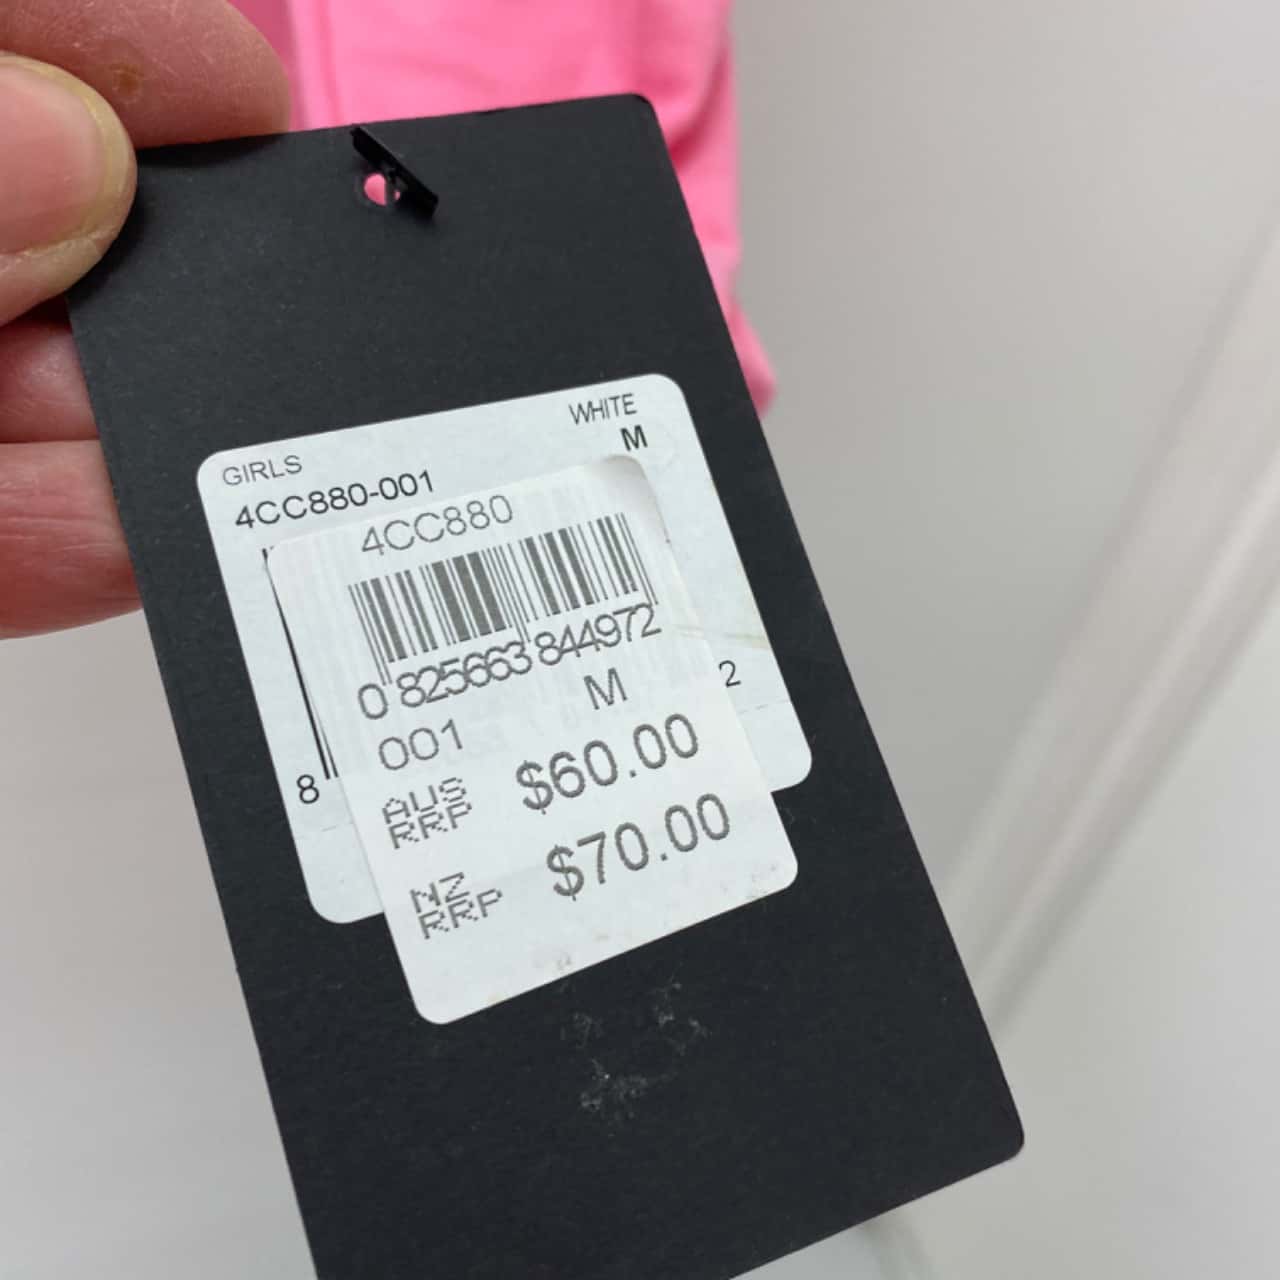 WHITE
M
GIRLS
4CC880-001
4CC880
0 825663 844972
001 M
8 2
AUS RRP $60.00
NZ RRP $70.00